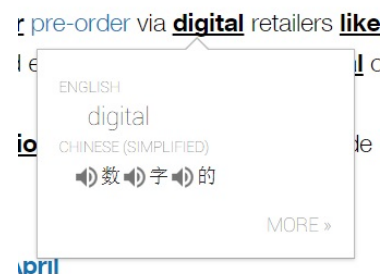 r pre-order via digital retailers like
ENGLISH
digital
CHINESE (SIMPLIFIED)
数字的
MORE »
April